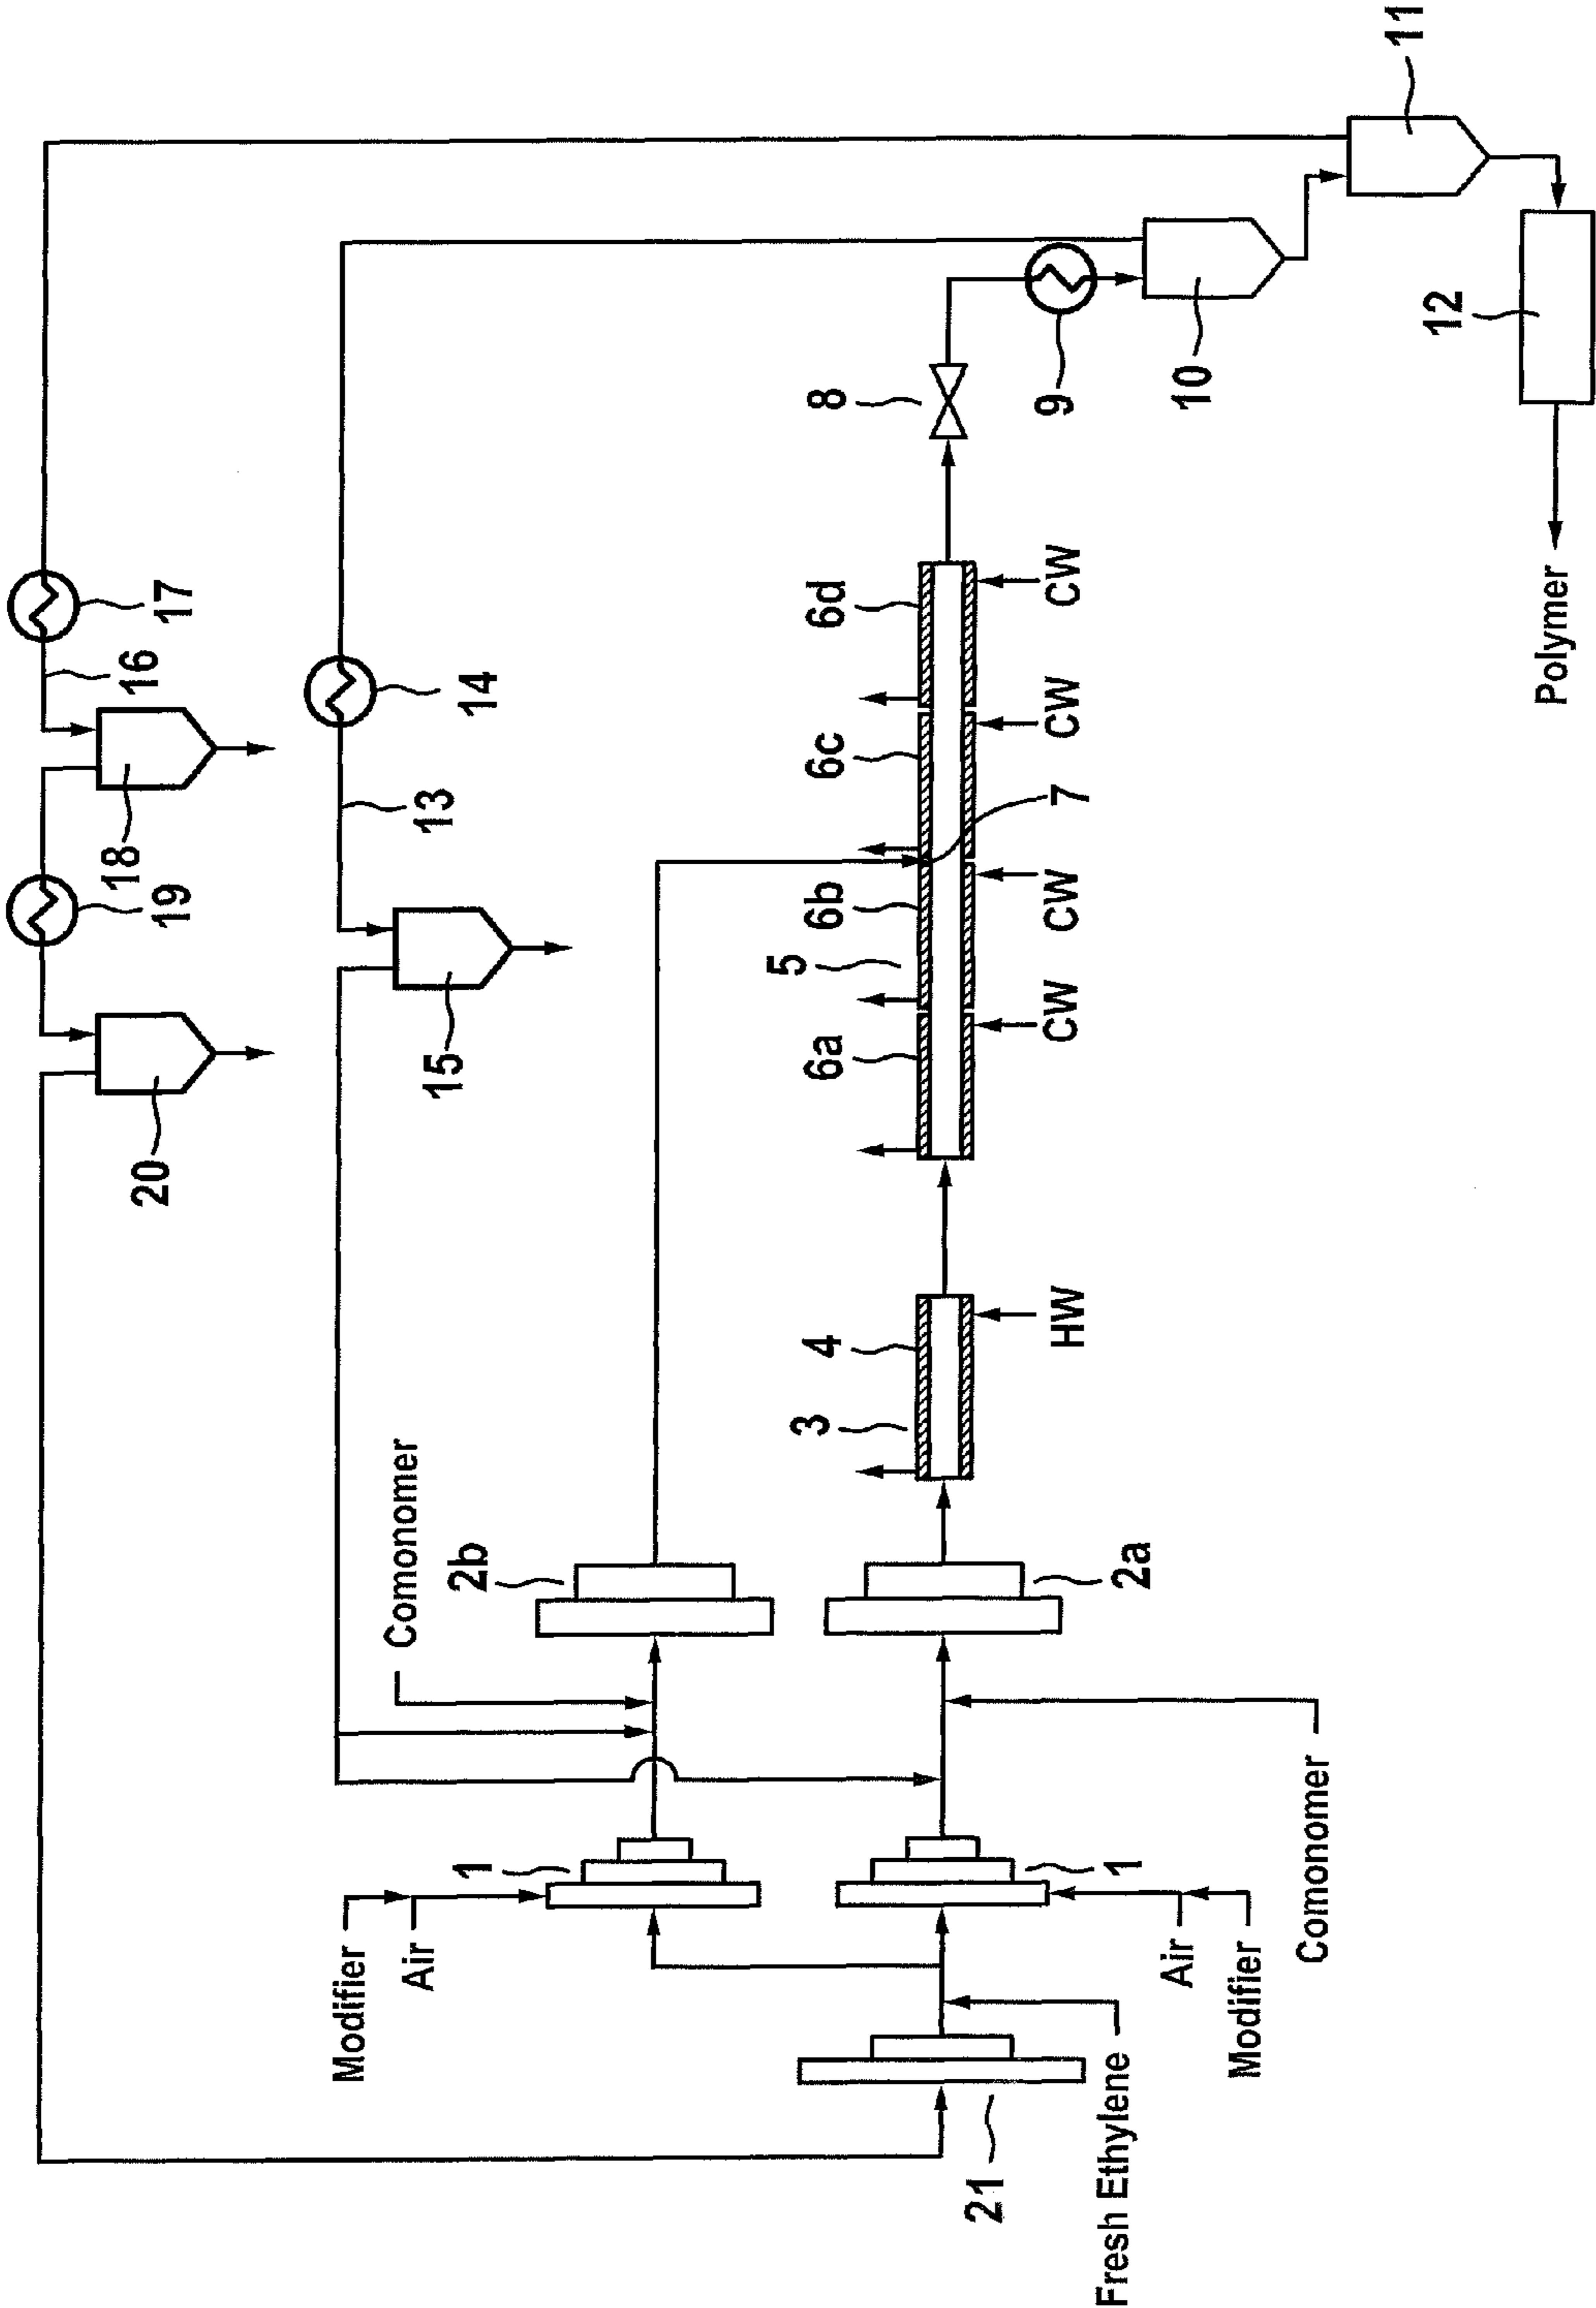 17
16
18
19
20
14
13
15
11
10
9
8
12
Polymer
6d
6c
6b
6a
5
7
CW
CW
CW
CW
4
3
HW
Comonomer
2b
2a
1
1
Modifier
Air
Air
Modifier
Comonomer
21
Fresh Ethylene